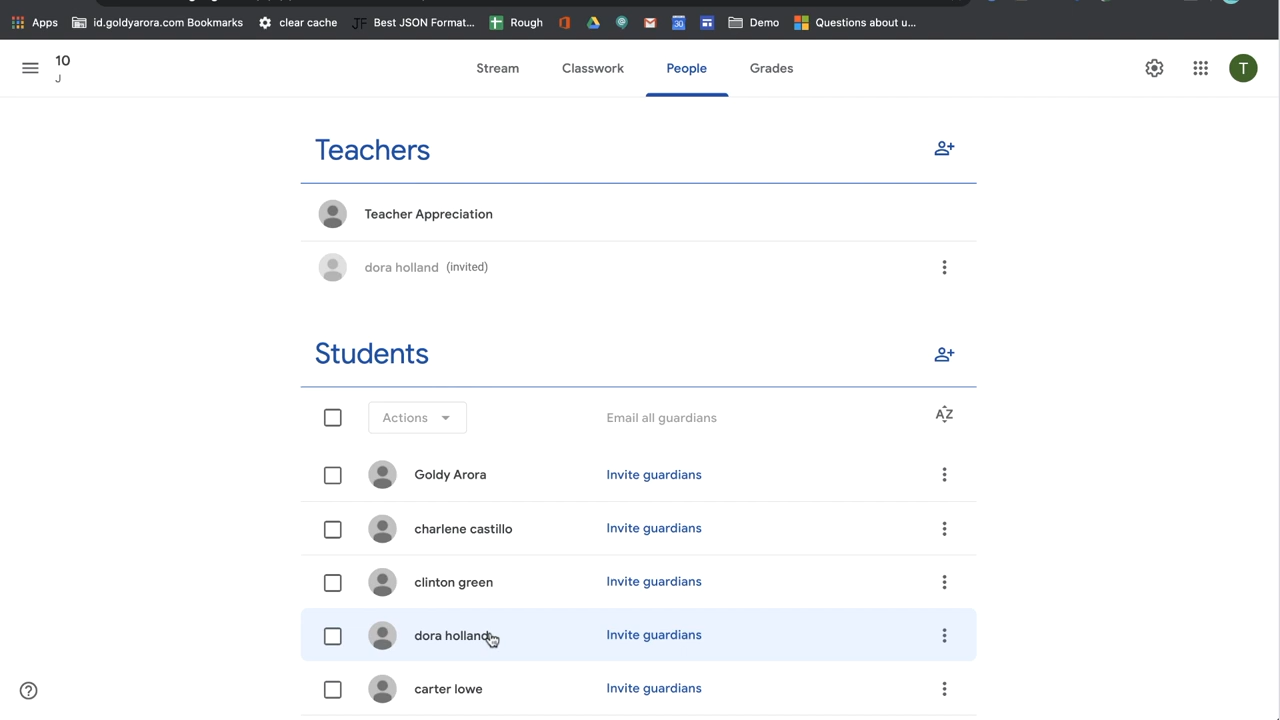 Apps id.goldyarora.com Bookmarks clear cache JF Best JSON Format... Rough 30 Demo Questions about u...
10
J
Stream Classwork People Grades
T
Teachers
Teacher Appreciation
dora holland (invited)
Students
Actions Email all guardians AZ
Goldy Arora Invite guardians
charlene castillo Invite guardians
clinton green Invite guardians
dora holland Invite guardians
carter lowe Invite guardians